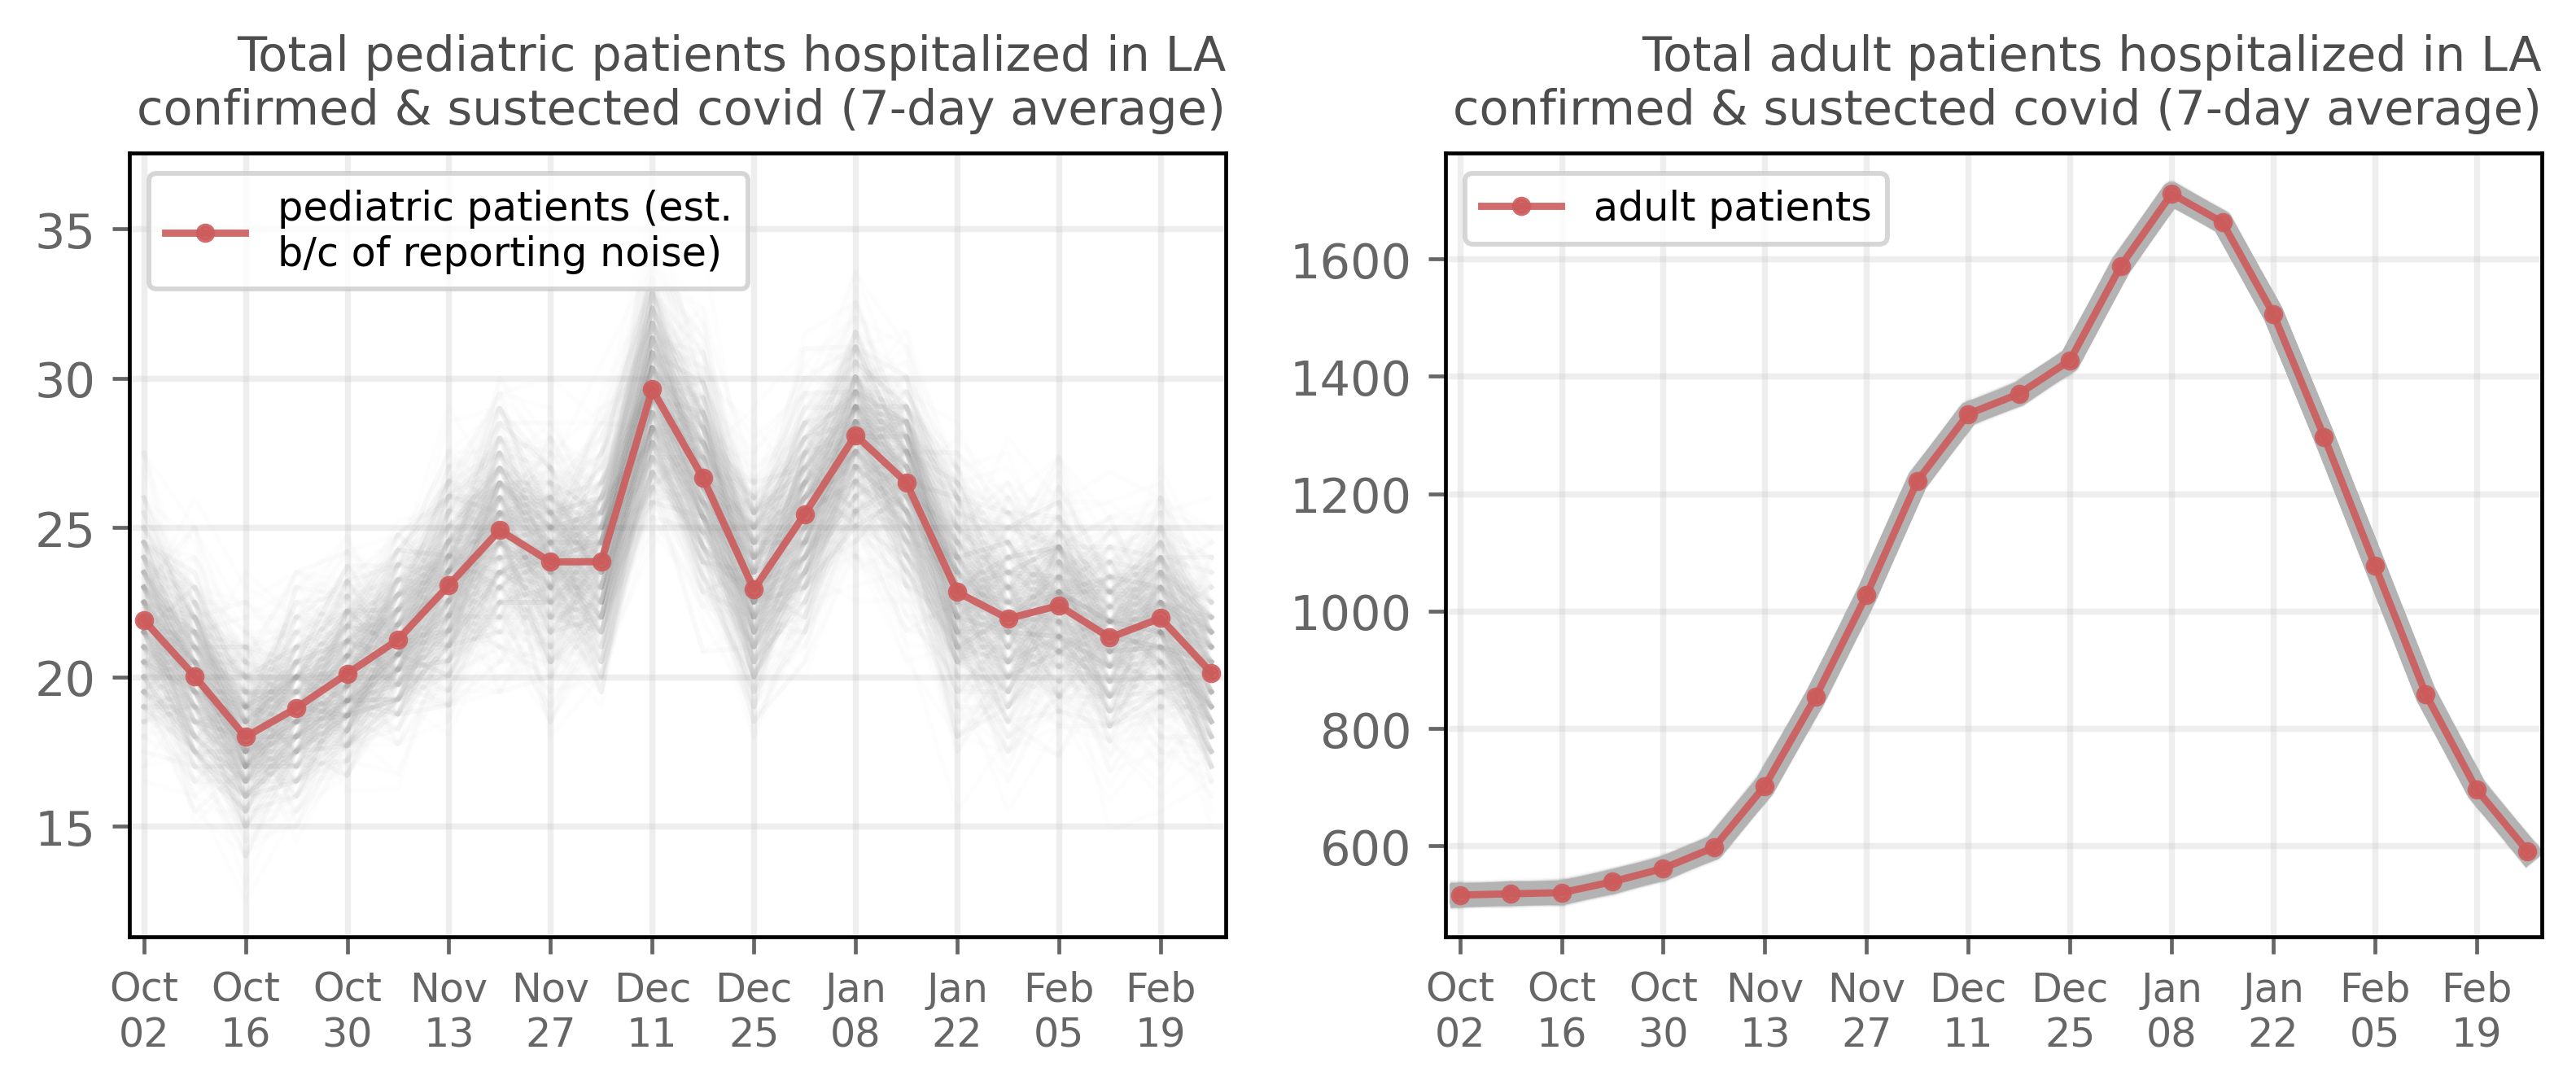 Total pediatric patients hospitalized in LA
confirmed & sustected covid (7-day average)
pediatric patients (est.
b/c of reporting noise)
35
30
25
20
15
Oct Oct Oct Nov Nov Dec Dec Jan Jan Feb Feb
02 16 30 13 27 11 25 08 22 05 19
Total adult patients hospitalized in LA
confirmed & sustected covid (7-day average)
adult patients
1600
1400
1200
1000
800
600
Oct Oct Oct Nov Nov Dec Dec Jan Jan Feb Feb
02 16 30 13 27 11 25 08 22 05 19